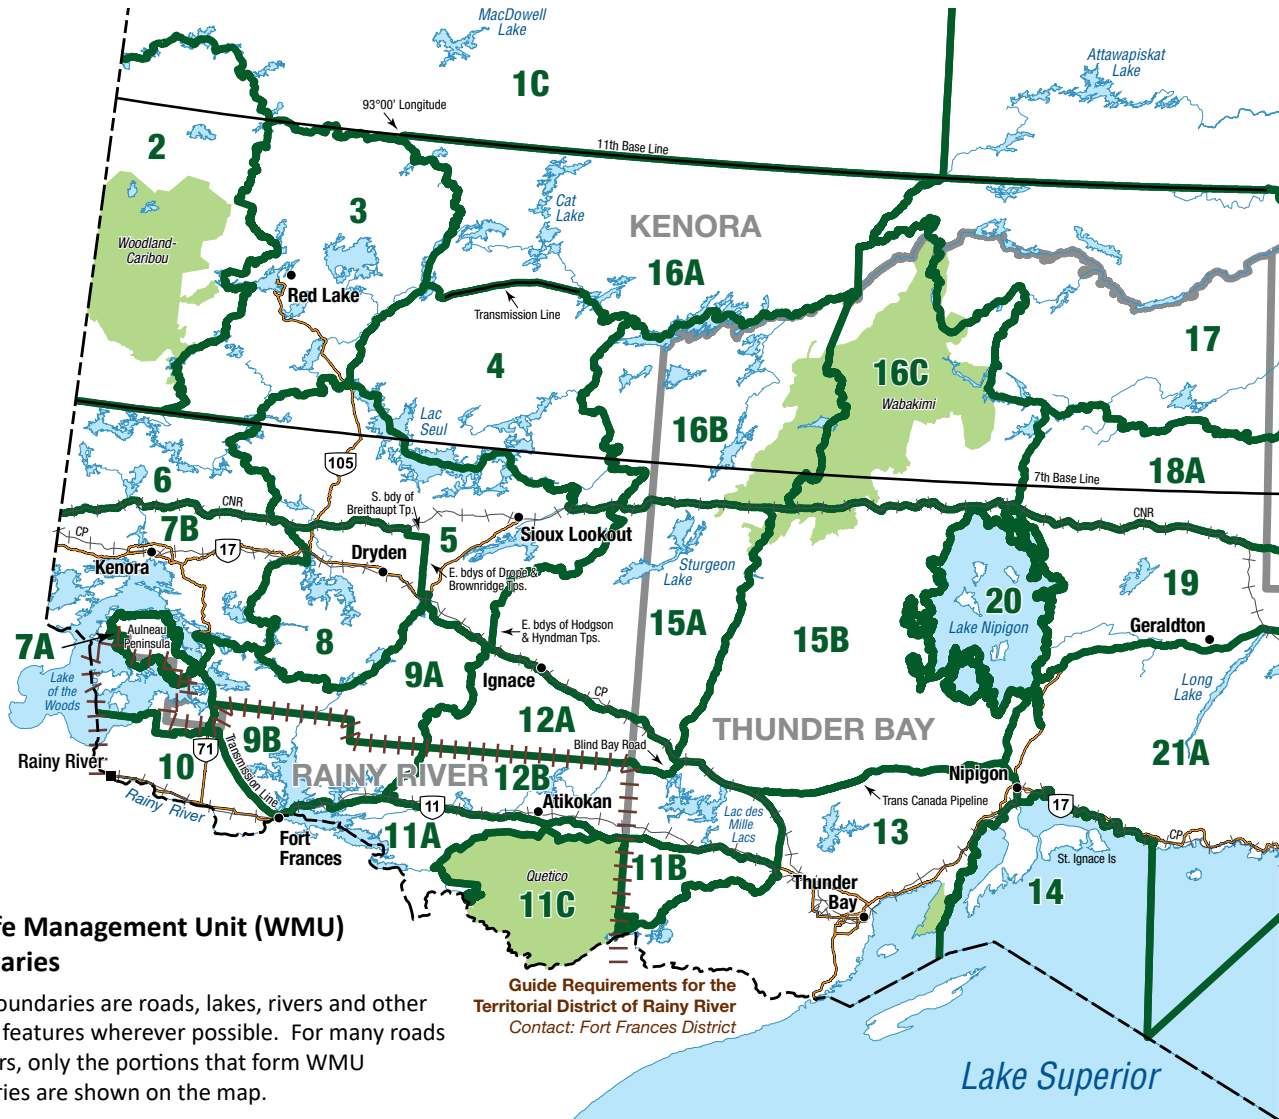 MacDowell
Lake
1C
Attawapiskat
Lake
93°00' Longitude
11th Base Line
2
3
Cat
Lake
KENORA
16A
Woodland-
Caribou
Red Lake
Transmission Line
4
17
16C
Wabakimi
Lac
Seul
16B
105
6
7th Base Line
18A
CNR
S. bdy of
Breithaupt Tp.
CNR
CP
7B
17
5
Sioux Lookout
Kenora
Dryden
E. bdys of Drope &
Brownridge Tps.
Sturgeon
Lake
19
20
Lake Nipigon
Geraldton
7A
Aulneau
Peninsula
8
E. bdys of Hodgson
& Hyndman Tps.
15A
15B
9A
Ignace
CP
Lake
of the
Woods
Long
Lake
12A
THUNDER BAY
9B
Blind Bay Road
21A
Rainy River
10
71
Transmission Line
RAINY RIVER
12B
Nipigon
Trans Canada Pipeline
Rainy River
11
Atikokan
17
Lac des
Mille
Lacs
13
CP
Fort
Frances
11A
11B
St. Ignace Is
Quetico
11C
Thunder
Bay
14
fe Management Unit (WMU)
aries
Guide Requirements for the
Territorial District of Rainy River
Contact: Fort Frances District
oundaries are roads, lakes, rivers and other
features wherever possible.  For many roads
rs, only the portions that form WMU
ries are shown on the map.
Lake Superior